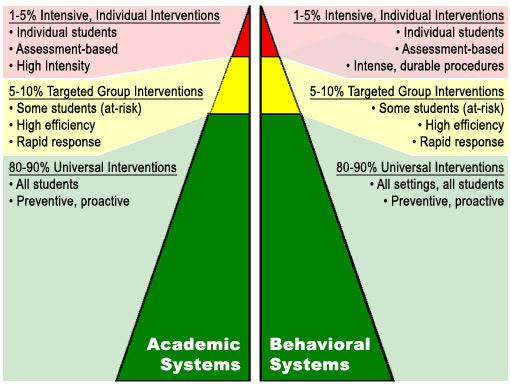 1-5% Intensive, Individual Interventions
• Individual students
• Assessment-based
• High Intensity
5-10% Targeted Group Interventions
• Some students (at-risk)
• High efficiency
• Rapid response
80-90% Universal Interventions
• All students
• Preventive, proactive
Academic
Systems
1-5% Intensive, Individual Interventions
• Individual students
• Assessment-based
• Intense, durable procedures
5-10% Targeted Group Interventions
• Some students (at-risk)
• High efficiency
• Rapid response
80-90% Universal Interventions
• All settings, all students
• Preventive, proactive
Behavioral
Systems